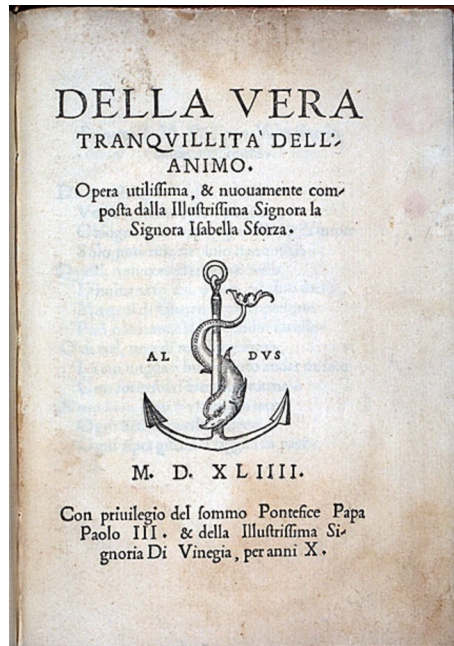 DELLA VERA
TRANQVILLITA' DELL'
ANIMO.
Opera utiliſſima, & nuouamente com-
poſta dalla Illuſtriſſima Signora la
Signora Iſabella Sforza.
AL DVS
M. D. XLIIII.
Con priuilegio del ſommo Pontefice Papa
Paolo III. & della Illuſtriſſima Si-
gnoria Di Vinegia, per anni X.